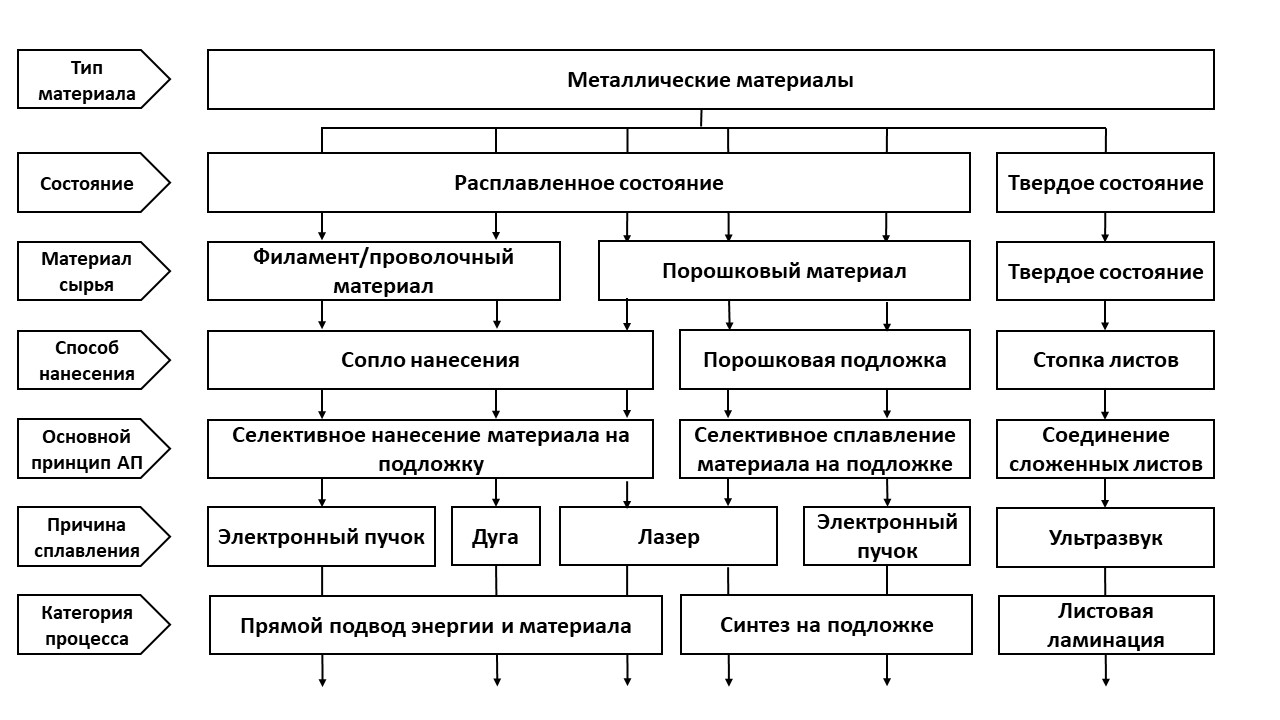 Тип
материала
Металлические материалы
Состояние
Расплавленное состояние
Твердое состояние
Материал
сырья
Филамент/проволочный
материал
Порошковый материал
Твердое состояние
Способ
нанесения
Сопло нанесения
Порошковая подложка
Стопка листов
Основной
принцип АП
Селективное нанесение материала на
подложку
Селективное сплавление
материала на подложке
Соединение
сложенных листов
Причина
сплавления
Электронный пучок
Дуга
Лазер
Электронный
пучок
Ультразвук
Категория
процесса
Прямой подвод энергии и материала
Синтез на подложке
Листовая
ламинация